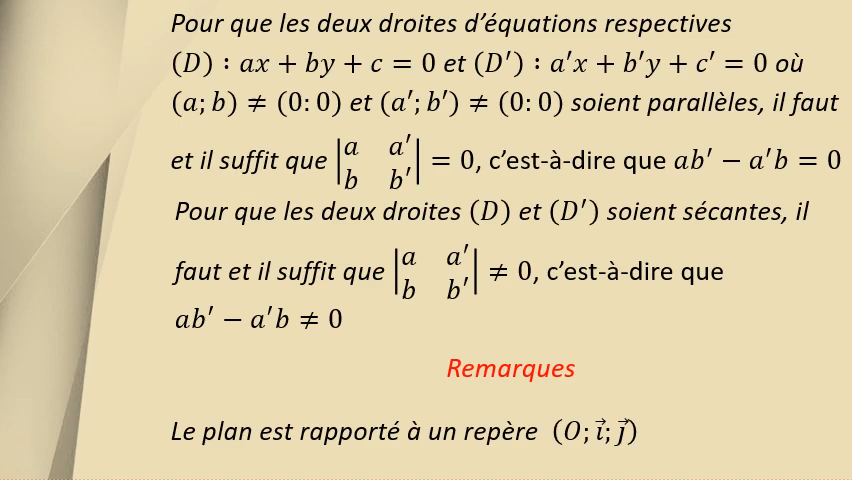 Pour que les deux droites d’équations respectives
(D) : ax + by + c = 0 et (D′) : a′x + b′y + c′ = 0 où
(a; b) ≠ (0: 0) et (a′; b′) ≠ (0: 0) soient parallèles, il faut
et il suffit que |a a′
b b′| = 0, c’est-à-dire que ab′ − a′b = 0
Pour que les deux droites (D) et (D′) soient sécantes, il
faut et il suffit que |a a′
b b′| ≠ 0, c’est-à-dire que
ab′ − a′b ≠ 0
Remarques
Le plan est rapporté à un repère (O; i⃗; j⃗)